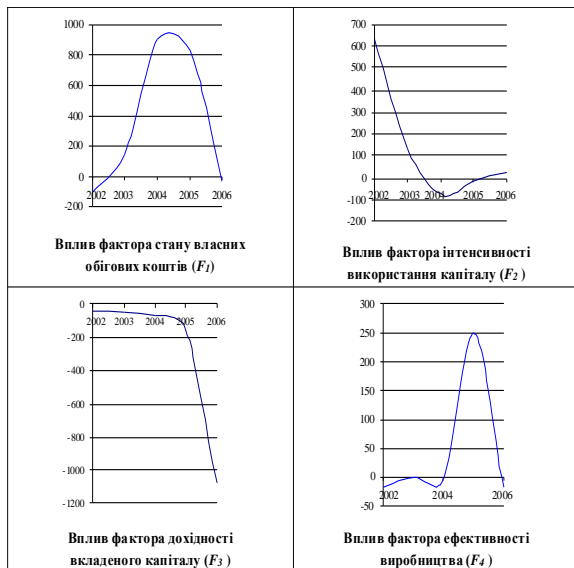 1000
800
600
400
200
0
-200
2002 2003 2004 2005 2006
Вплив фактора стану власних
обігових коштів (F1)
700
600
500
400
300
200
100
0
-100
-200
2002 2003 2004 2005 2006
Вплив фактора інтенсивності
використання капіталу (F2 )
0
-200
-400
-600
-800
-1000
-1200
2002 2003 2004 2005 2006
Вплив фактора дохідності
вкладеного капіталу (F3 )
300
250
200
150
100
50
0
-50
2002 2004 2006
Вплив фактора ефективності
виробництва (F4 )